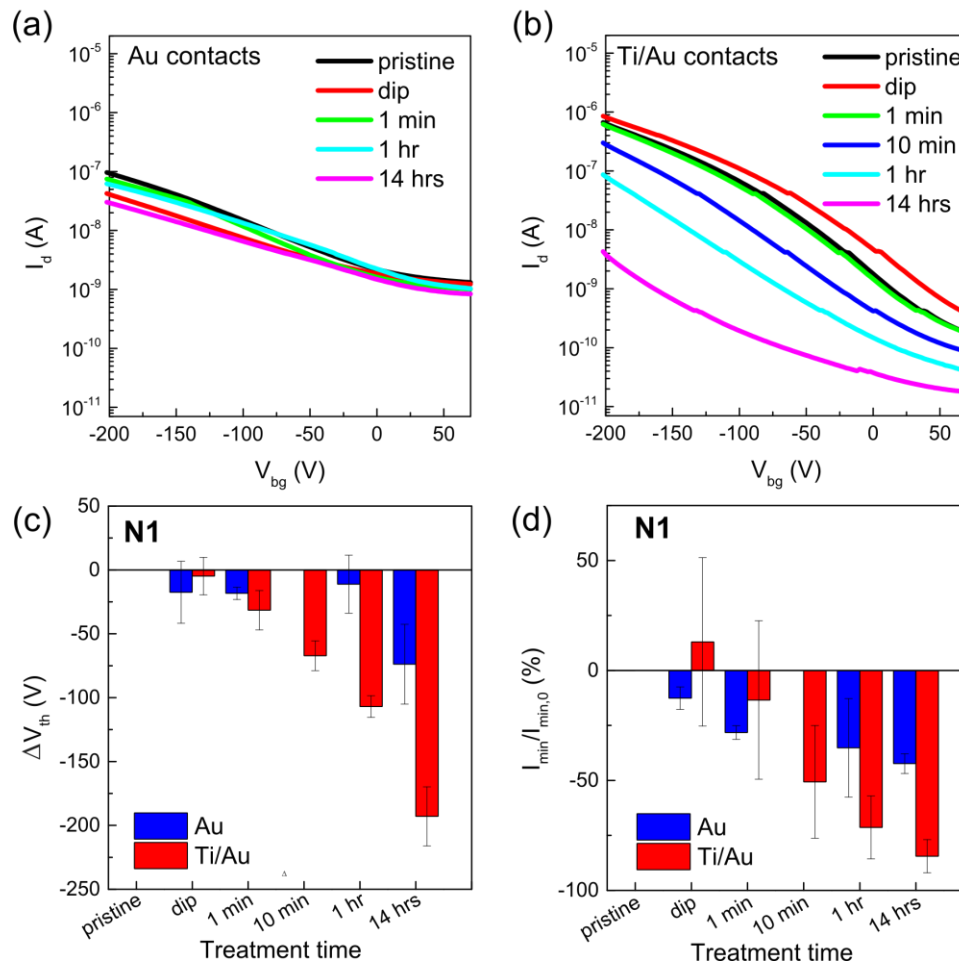 (a)
Au contacts
pristine
dip
1 min
1 hr
14 hrs
10⁻⁵
10⁻⁶
10⁻⁷
10⁻⁸
10⁻⁹
10⁻¹⁰
10⁻¹¹
I_d (A)
-200 -150 -100 -50 0 50
V_bg (V)
(b)
Ti/Au contacts
pristine
dip
1 min
10 min
1 hr
14 hrs
10⁻⁵
10⁻⁶
10⁻⁷
10⁻⁸
10⁻⁹
10⁻¹⁰
10⁻¹¹
I_d (A)
-200 -150 -100 -50 0 50
V_bg (V)
(c)
N1
50
0
-50
-100
-150
-200
-250
ΔV_th (V)
Au
Ti/Au
Δ
pristine dip 1 min 10 min 1 hr 14 hrs
Treatment time
(d)
N1
50
0
-50
-100
I_min/I_min,0 (%)
Au
Ti/Au
pristine dip 1 min 10 min 1 hr 14 hrs
Treatment time